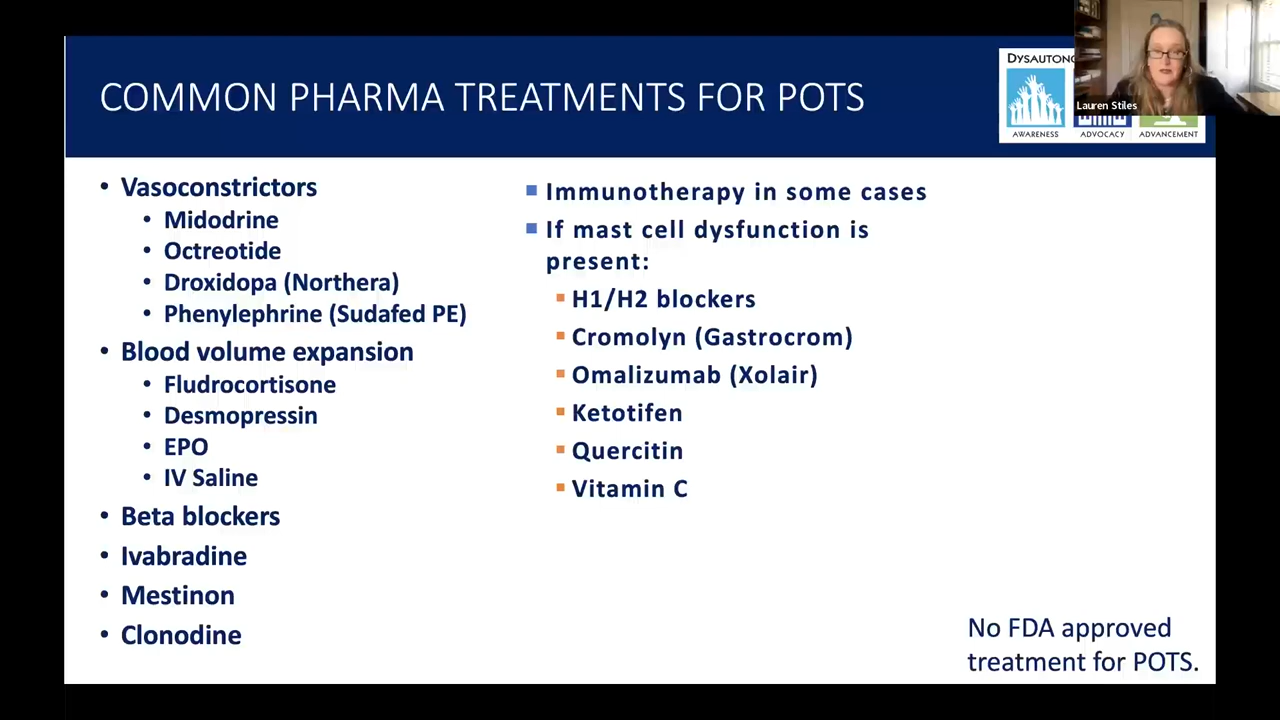 COMMON PHARMA TREATMENTS FOR POTS
DYSAUTONO
AWARENESS
ADVOCACY
ADVANCEMENT
Lauren Stiles
• Vasoconstrictors
• Midodrine
• Octreotide
• Droxidopa (Northera)
• Phenylephrine (Sudafed PE)
• Blood volume expansion
• Fludrocortisone
• Desmopressin
• EPO
• IV Saline
• Beta blockers
• Ivabradine
• Mestinon
• Clonodine
Immunotherapy in some cases
If mast cell dysfunction is
present:
H1/H2 blockers
Cromolyn (Gastrocrom)
Omalizumab (Xolair)
Ketotifen
Quercitin
Vitamin C
No FDA approved
treatment for POTS.